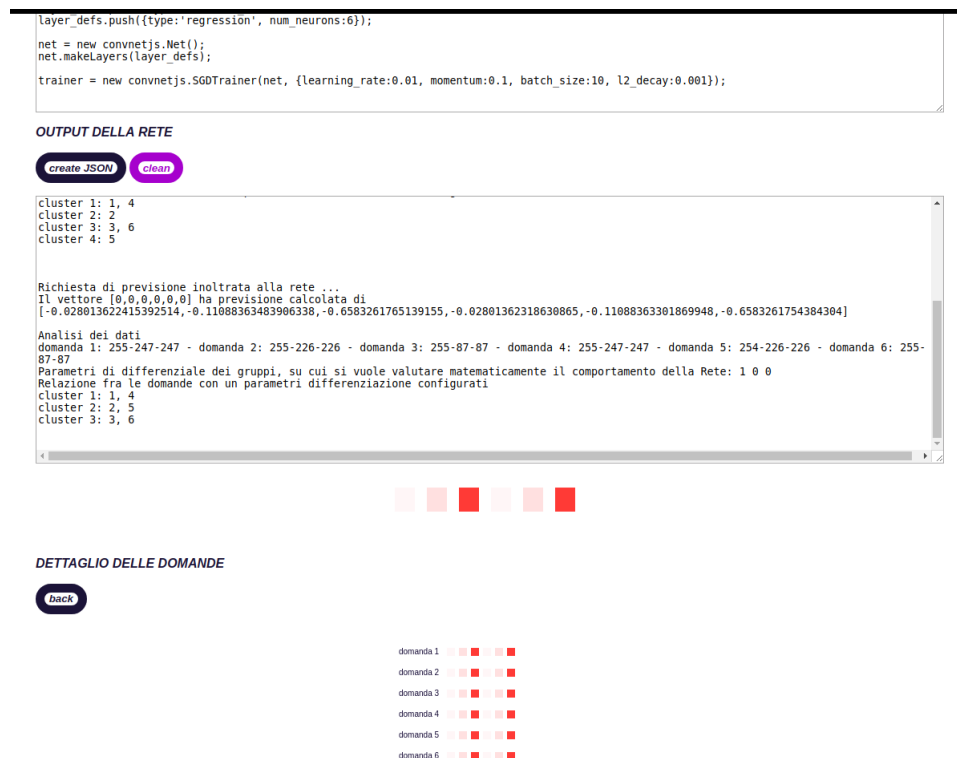 layer_defs.push({type:'regression', num_neurons:6});
net = new convnetjs.Net();
net.makeLayers(layer_defs);
trainer = new convnetjs.SGDTrainer(net, {learning_rate:0.01, momentum:0.1, batch_size:10, l2_decay:0.001});
OUTPUT DELLA RETE
create JSON clean
cluster 1: 1, 4
cluster 2: 2
cluster 3: 3, 6
cluster 4: 5
Richiesta di previsione inoltrata alla rete ...
Il vettore [0,0,0,0,0,0] ha previsione calcolata di
[-0.028013622415392514,-0.11088363483906338,-0.6583261765139155,-0.02801362318630865,-0.11088363301869948,-0.6583261754384304]
Analisi dei dati
domanda 1: 255-247-247 - domanda 2: 255-226-226 - domanda 3: 255-87-87 - domanda 4: 255-247-247 - domanda 5: 254-226-226 - domanda 6: 255-
87-87
Parametri di differenziale dei gruppi, su cui si vuole valutare matematicamente il comportamento della Rete: 1 0 0
Relazione fra le domande con un parametri differenziazione configurati
cluster 1: 1, 4
cluster 2: 2, 5
cluster 3: 3, 6
DETTAGLIO DELLE DOMANDE
back
domanda 1
domanda 2
domanda 3
domanda 4
domanda 5
domanda 6